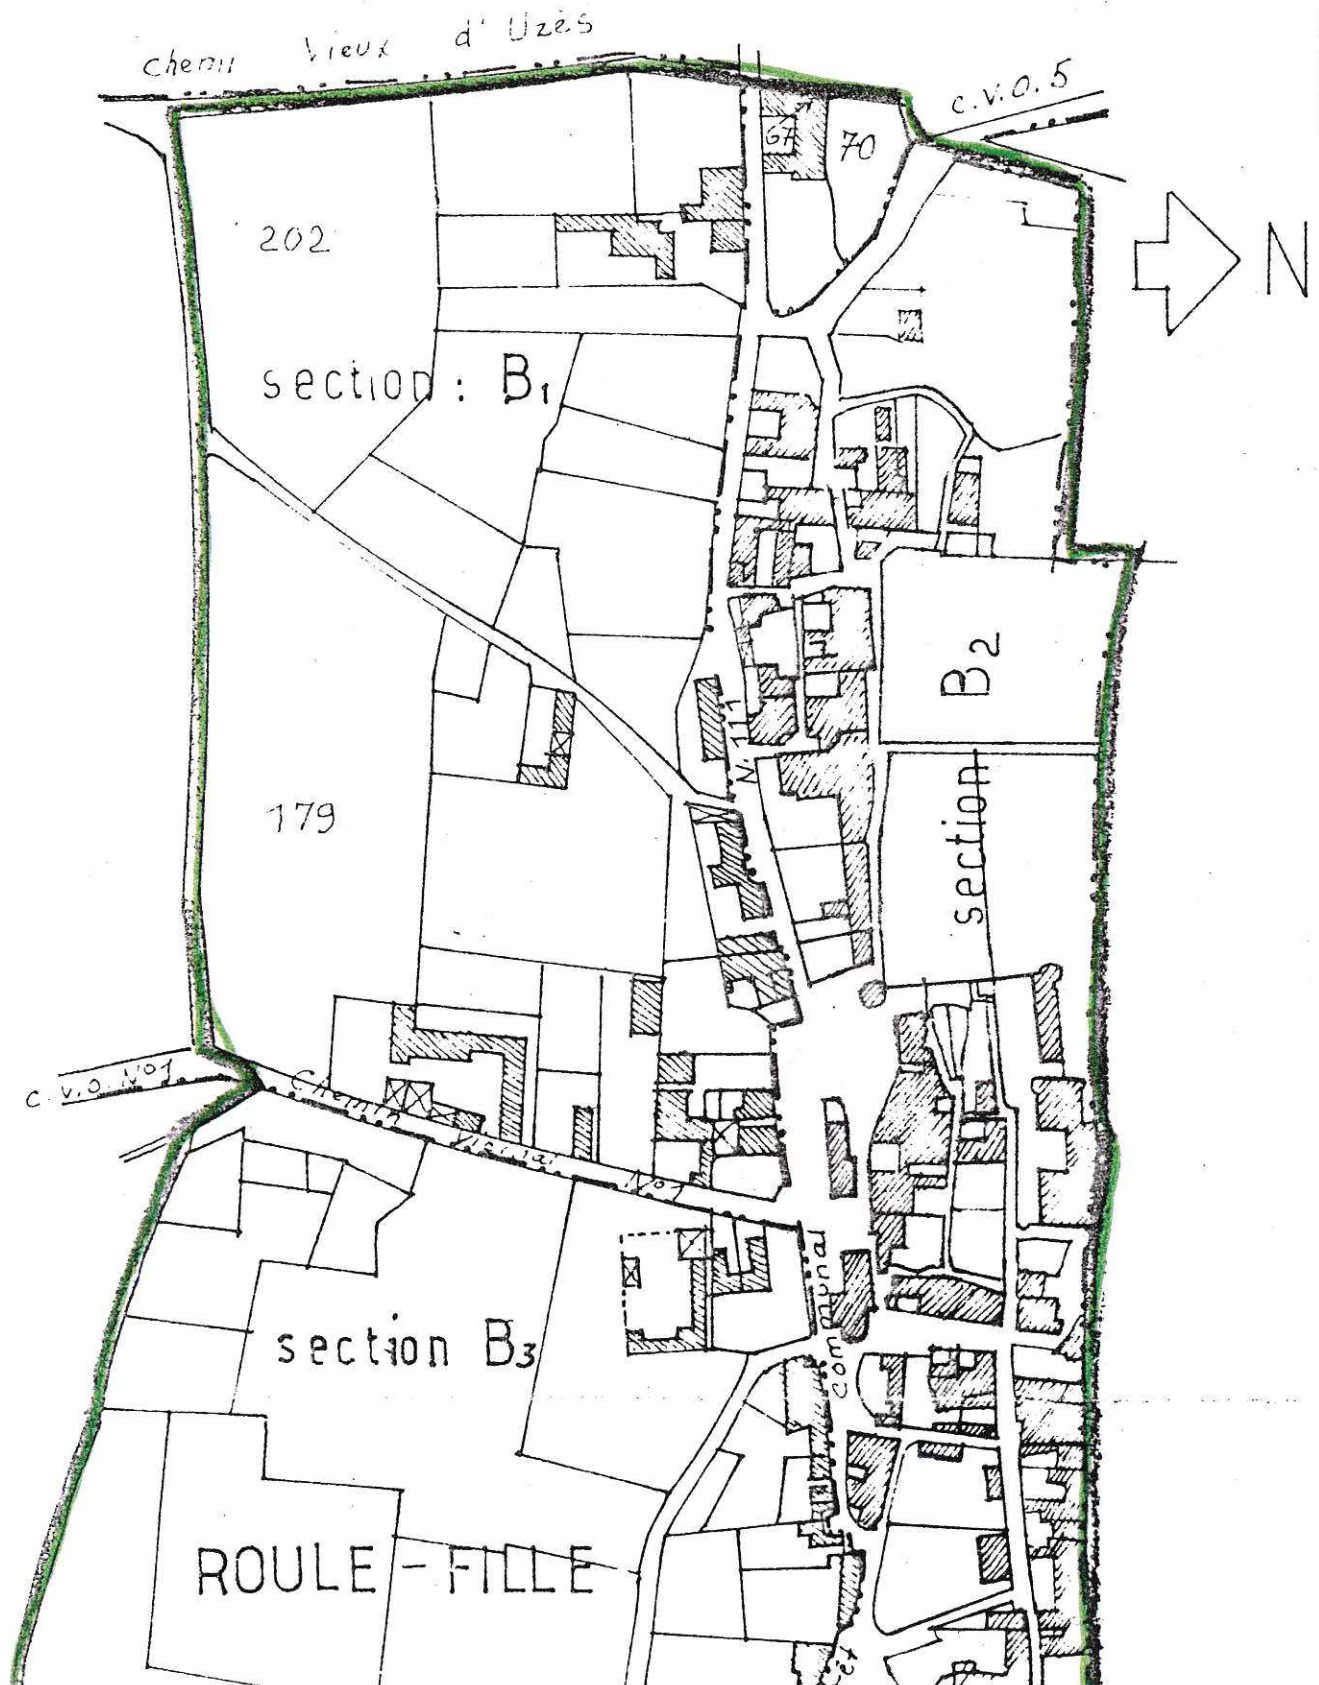 Chemin Vieux d'Uzès
c.v.o.5
67
70
N
202
section : B1
B2
N.111
section
179
c.v.o. N°1
Chemin Vicinal N°1
communal
section B3
ROULE - FILLE